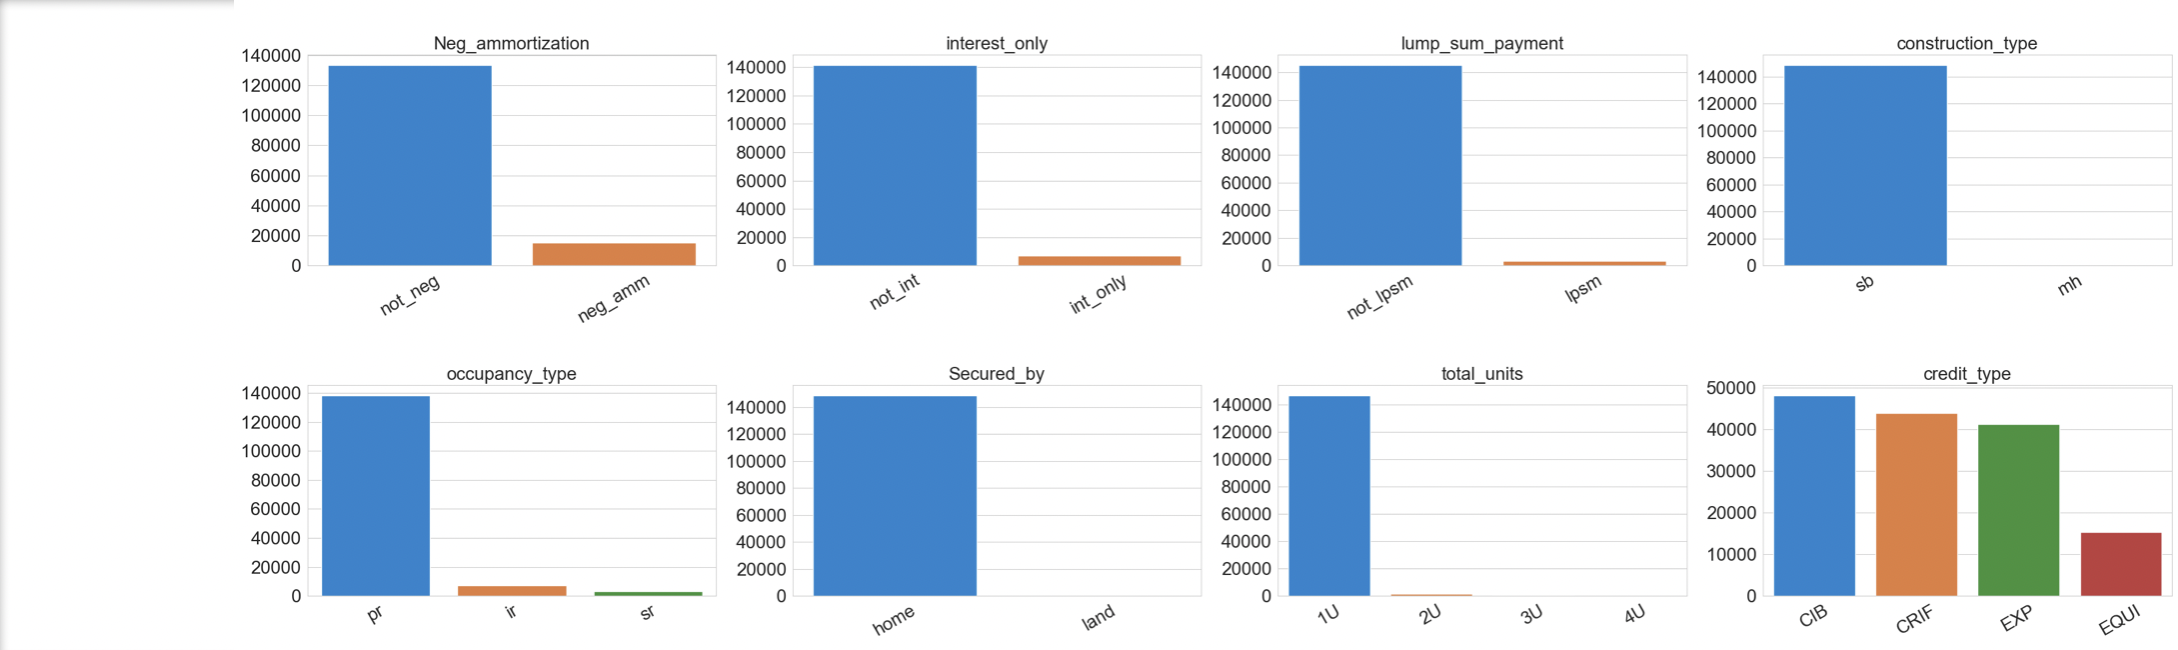 Neg_ammortization
140000
120000
100000
80000
60000
40000
20000
0
not_neg
neg_amm
interest_only
140000
120000
100000
80000
60000
40000
20000
0
not_int
int_only
lump_sum_payment
140000
120000
100000
80000
60000
40000
20000
0
not_lpsm
lpsm
construction_type
140000
120000
100000
80000
60000
40000
20000
0
sb
mh
occupancy_type
140000
120000
100000
80000
60000
40000
20000
0
pr
ir
sr
Secured_by
140000
120000
100000
80000
60000
40000
20000
0
home
land
total_units
140000
120000
100000
80000
60000
40000
20000
0
1U
2U
3U
4U
credit_type
50000
40000
30000
20000
10000
0
CIB
CRIF
EXP
EQUI